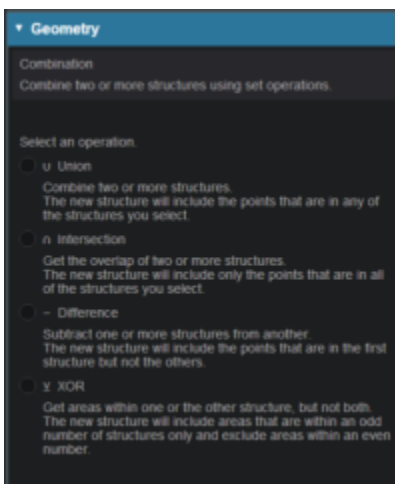 ▼ Geometry
Combination
Combine two or more structures using set operations.
Select an operation.
∪ Union
Combine two or more structures.
The new structure will include the points that are in any of
the structures you select.
∩ Intersection
Get the overlap of two or more structures.
The new structure will include only the points that are in all
of the structures you select.
− Difference
Subtract one or more structures from another.
The new structure will include the points that are in the first
structure but not the others.
⊻ XOR
Get areas within one or the other structure, but not both.
The new structure will include areas that are within an odd
number of structures only and exclude areas within an even
number.